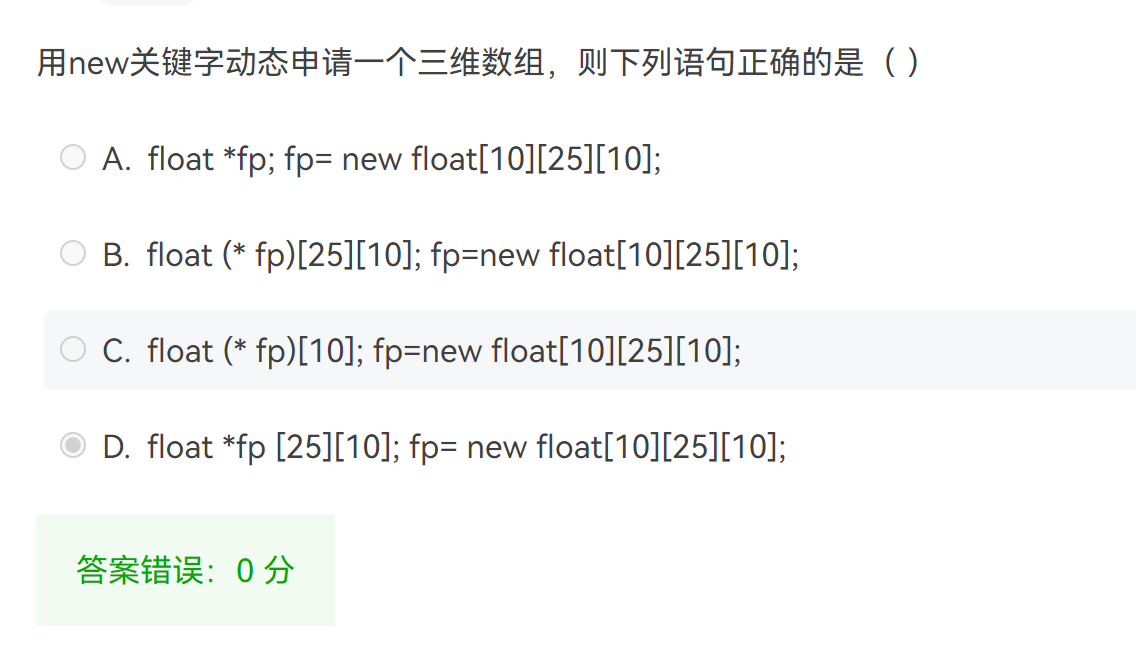 用new关键字动态申请一个三维数组，则下列语句正确的是（ ）
A. float *fp; fp= new float[10][25][10];
B. float (* fp)[25][10]; fp=new float[10][25][10];
C. float (* fp)[10]; fp=new float[10][25][10];
D. float *fp [25][10]; fp= new float[10][25][10];
答案错误：0 分